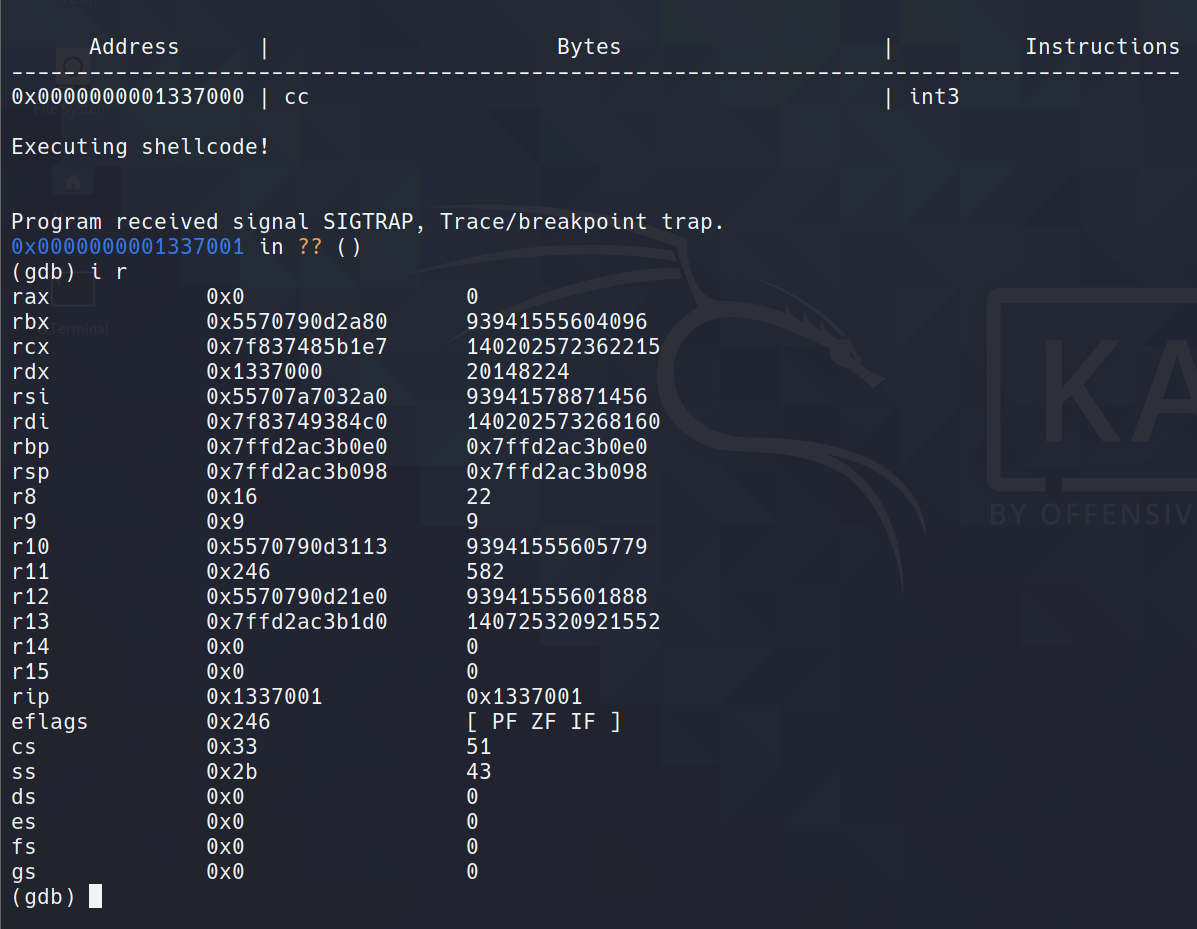 Address | Bytes | Instructions
--------------------------------------------------------------------------------------------
0x0000000001337000 | cc | int3
Executing shellcode!
Program received signal SIGTRAP, Trace/breakpoint trap.
0x0000000001337001 in ?? ()
(gdb) i r
rax 0x0 0
rbx 0x5570790d2a80 93941555604096
rcx 0x7f837485b1e7 140202572362215
rdx 0x1337000 20148224
rsi 0x55707a7032a0 93941578871456
rdi 0x7f83749384c0 140202573268160
rbp 0x7ffd2ac3b0e0 0x7ffd2ac3b0e0
rsp 0x7ffd2ac3b098 0x7ffd2ac3b098
r8 0x16 22
r9 0x9 9
r10 0x5570790d3113 93941555605779
r11 0x246 582
r12 0x5570790d21e0 93941555601888
r13 0x7ffd2ac3b1d0 140725320921552
r14 0x0 0
r15 0x0 0
rip 0x1337001 0x1337001
eflags 0x246 [ PF ZF IF ]
cs 0x33 51
ss 0x2b 43
ds 0x0 0
es 0x0 0
fs 0x0 0
gs 0x0 0
(gdb)
KA
BY OFFENSIV
Terminal